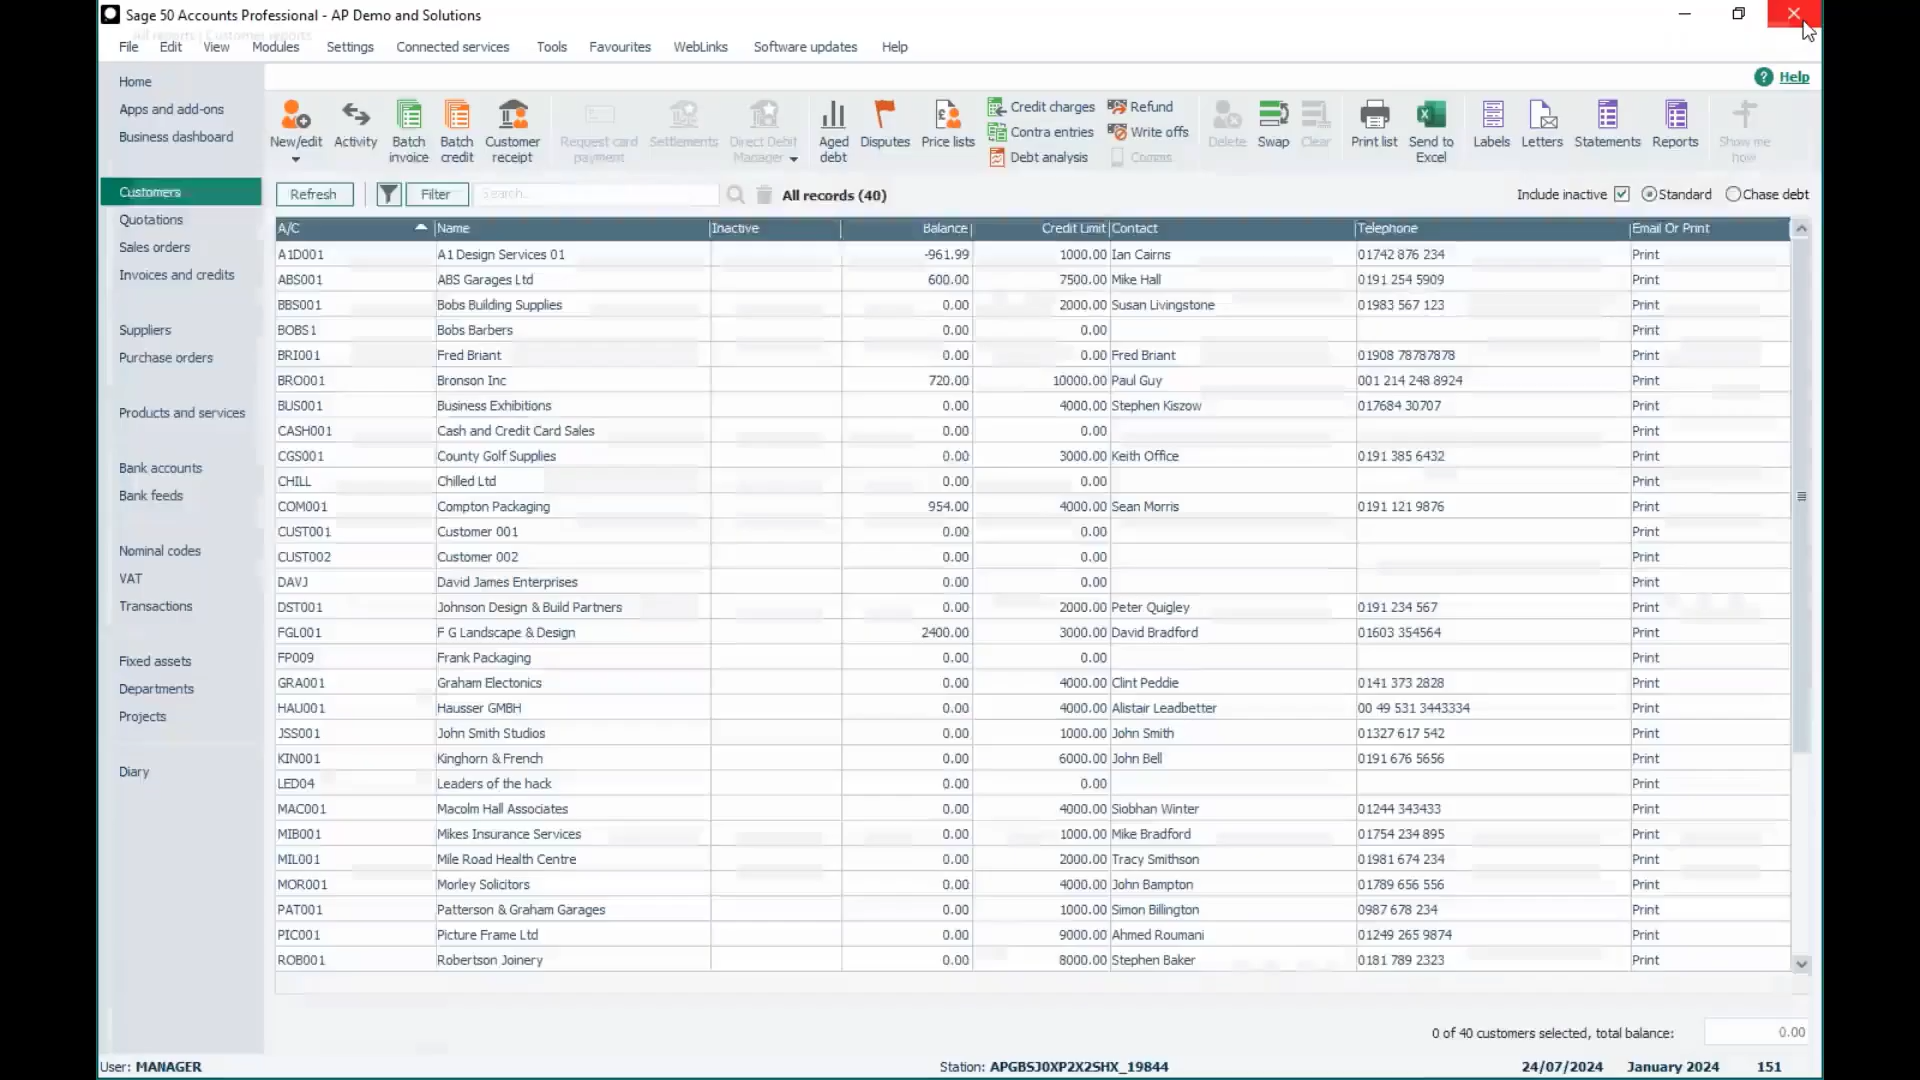 Sage 50 Accounts Professional - AP Demo and Solutions
File Edit View Modules Settings Connected services Tools Favourites WebLinks Software updates Help
Help
Home
Apps and add-ons
Business dashboard
Customers
Quotations
Sales orders
Invoices and credits
Suppliers
Purchase orders
Products and services
Bank accounts
Bank feeds
Nominal codes
VAT
Transactions
Fixed assets
Departments
Projects
Diary
New/edit
Activity
Batch invoice
Batch credit
Customer receipt
Request card payment
Settlements
Direct Debit Manager
Aged debt
Disputes
Price lists
Credit charges
Contra entries
Debt analysis
Refund
Write offs
Comms
Delete
Swap
Clear
Print list
Send to Excel
Labels
Letters
Statements
Reports
Show me how
Refresh Filter Search... All records (40) Include inactive Standard Chase debt
A/C Name Inactive Balance Credit Limit Contact Telephone Email Or Print
A1D001 A1 Design Services 01 -961.99 1000.00 Ian Cairns 01742 876 234 Print
ABS001 ABS Garages Ltd 600.00 7500.00 Mike Hall 0191 254 5909 Print
BBS001 Bobs Building Supplies 0.00 2000.00 Susan Livingstone 01983 567 123 Print
BOBS1 Bobs Barbers 0.00 0.00 Print
BRI001 Fred Briant 0.00 0.00 Fred Briant 01908 78787878 Print
BRO001 Bronson Inc 720.00 10000.00 Paul Guy 001 214 248 8924 Print
BUS001 Business Exhibitions 0.00 4000.00 Stephen Kiszow 017684 30707 Print
CASH001 Cash and Credit Card Sales 0.00 0.00 Print
CGS001 County Golf Supplies 0.00 3000.00 Keith Office 0191 385 6432 Print
CHILL Chilled Ltd 0.00 0.00 Print
COM001 Compton Packaging 954.00 4000.00 Sean Morris 0191 121 9876 Print
CUST001 Customer 001 0.00 0.00 Print
CUST002 Customer 002 0.00 0.00 Print
DAVJ David James Enterprises 0.00 0.00 Print
DST001 Johnson Design & Build Partners 0.00 2000.00 Peter Quigley 0191 234 567 Print
FGL001 F G Landscape & Design 2400.00 3000.00 David Bradford 01603 354564 Print
FP009 Frank Packaging 0.00 0.00 Print
GRA001 Graham Electonics 0.00 4000.00 Clint Peddie 0141 373 2828 Print
HAU001 Hausser GMBH 0.00 4000.00 Alistair Leadbetter 00 49 531 3443334 Print
JSS001 John Smith Studios 0.00 1000.00 John Smith 01327 617 542 Print
KIN001 Kinghorn & French 0.00 6000.00 John Bell 0191 676 5656 Print
LED04 Leaders of the hack 0.00 0.00 Print
MAC001 Macolm Hall Associates 0.00 4000.00 Siobhan Winter 01244 343433 Print
MIB001 Mikes Insurance Services 0.00 1000.00 Mike Bradford 01754 234 895 Print
MIL001 Mile Road Health Centre 0.00 2000.00 Tracy Smithson 01981 674 234 Print
MOR001 Morley Solicitors 0.00 4000.00 John Bampton 01789 656 556 Print
PAT001 Patterson & Graham Garages 0.00 1000.00 Simon Billington 0987 678 234 Print
PIC001 Picture Frame Ltd 0.00 9000.00 Ahmed Roumani 01249 265 9874 Print
ROB001 Robertson Joinery 0.00 8000.00 Stephen Baker 0181 789 2323 Print
0 of 40 customers selected, total balance: 0.00
User: MANAGER Station: APGBSJ0XP2X2SHX_19844 24/07/2024 January 2024 151